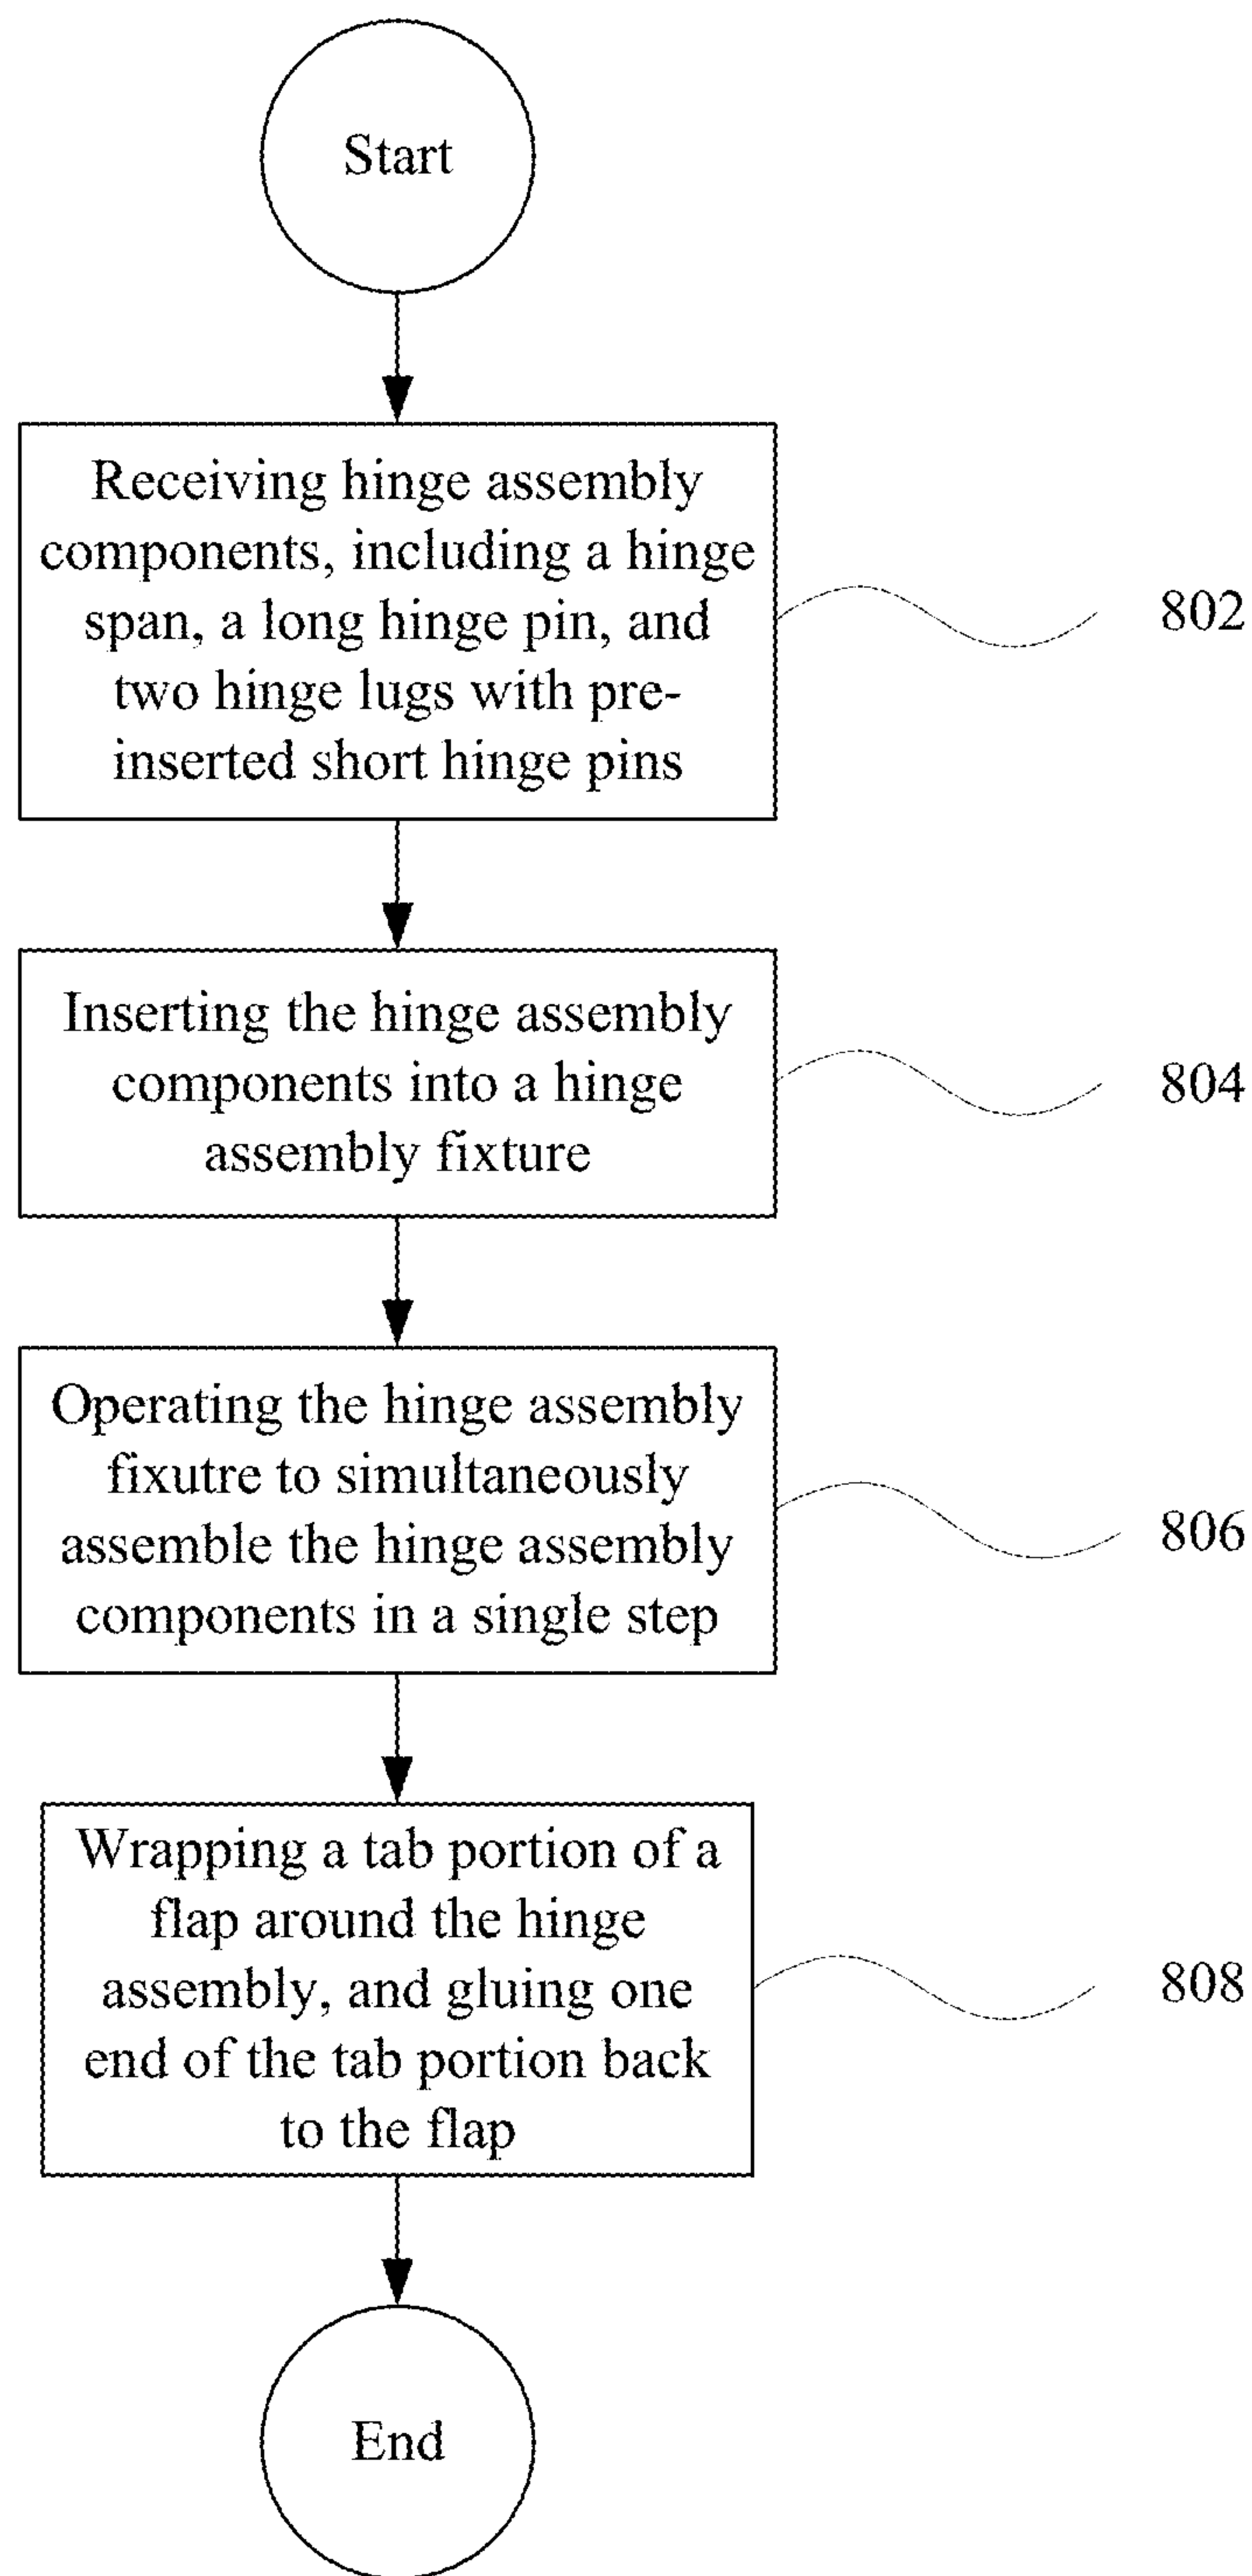 Start
Receiving hinge assembly
components, including a hinge
span, a long hinge pin, and
two hinge lugs with pre-
inserted short hinge pins
802
Inserting the hinge assembly
components into a hinge
assembly fixture
804
Operating the hinge assembly
fixutre to simultaneously
assemble the hinge assembly
components in a single step
806
Wrapping a tab portion of a
flap around the hinge
assembly, and gluing one
end of the tab portion back
to the flap
808
End